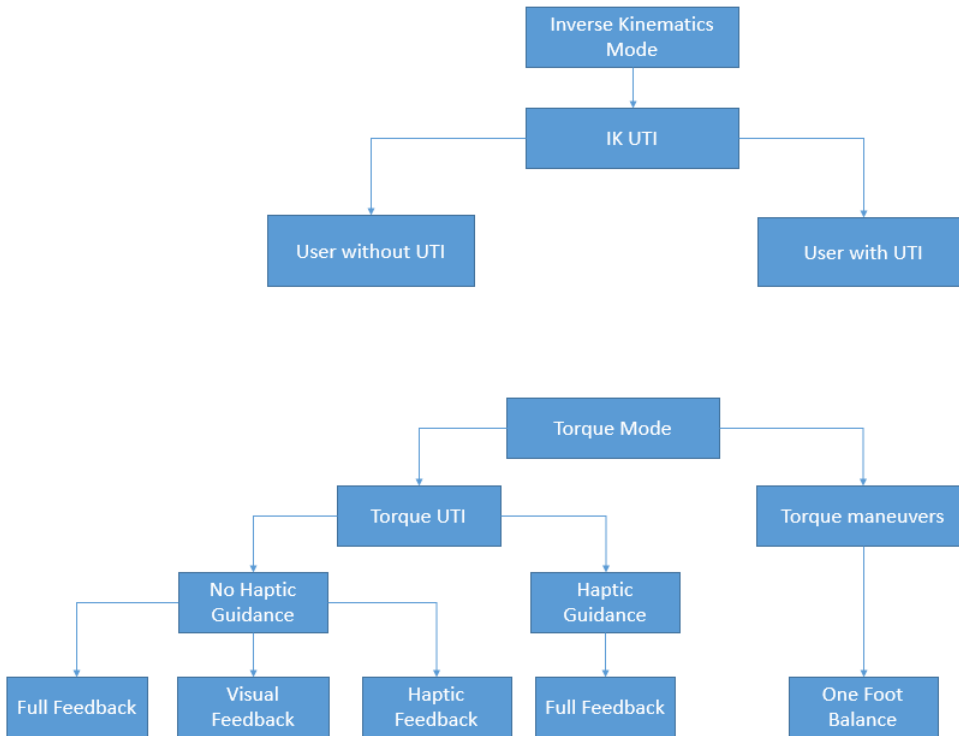 Inverse Kinematics
Mode
IK UTI
User without UTI
User with UTI
Torque Mode
Torque UTI
Torque maneuvers
No Haptic
Guidance
Haptic
Guidance
Full Feedback
Visual
Feedback
Haptic
Feedback
Full Feedback
One Foot
Balance